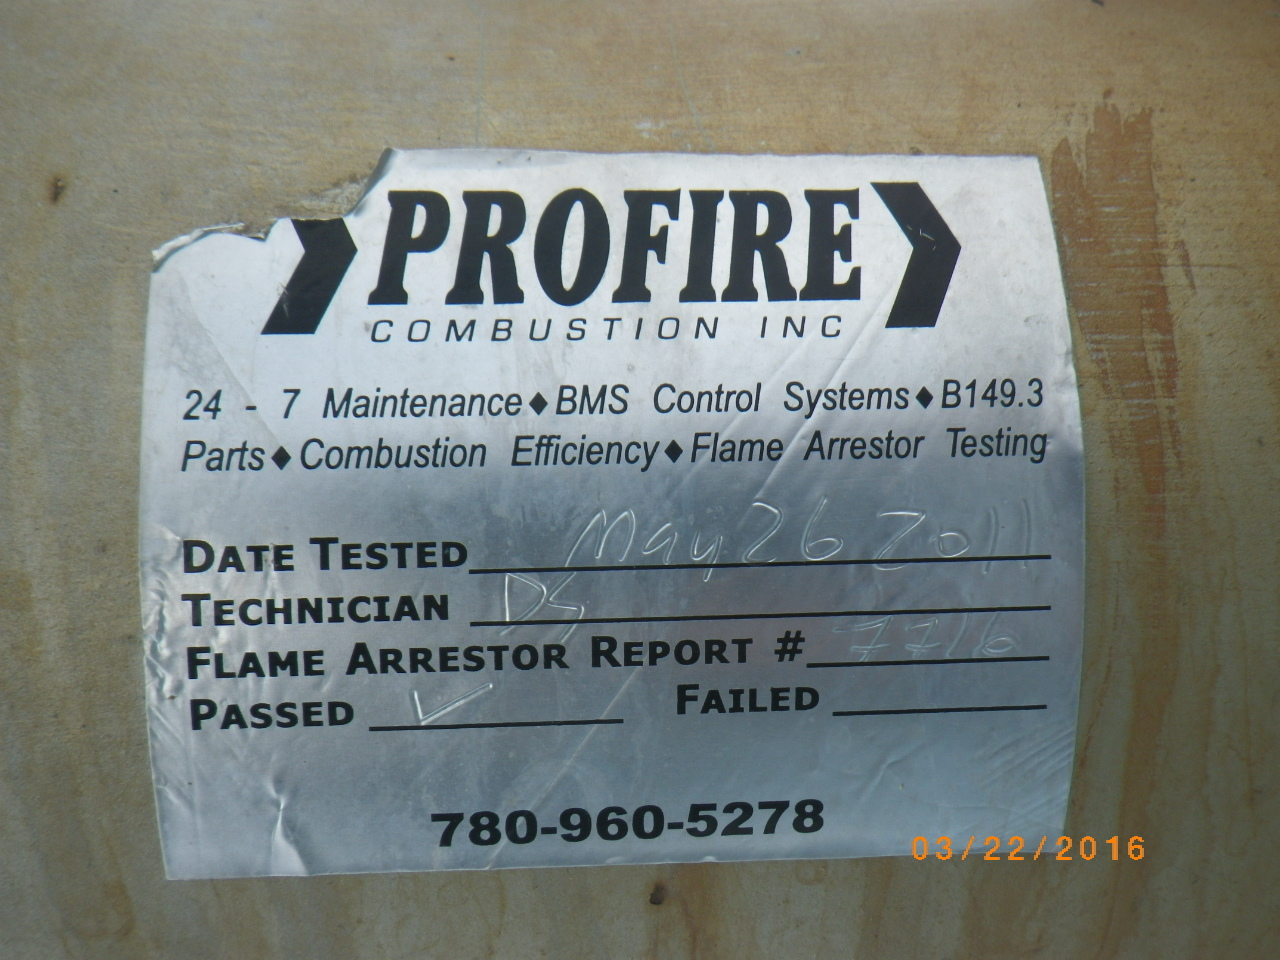 PROFIRE
COMBUSTION INC
24 - 7 Maintenance♦BMS Control Systems♦B149.3
Parts♦Combustion Efficiency♦Flame Arrestor Testing
DATE TESTED May 26 2011
TECHNICIAN DS
FLAME ARRESTOR REPORT # 7716
PASSED ✓ FAILED
780-960-5278
03/22/2016